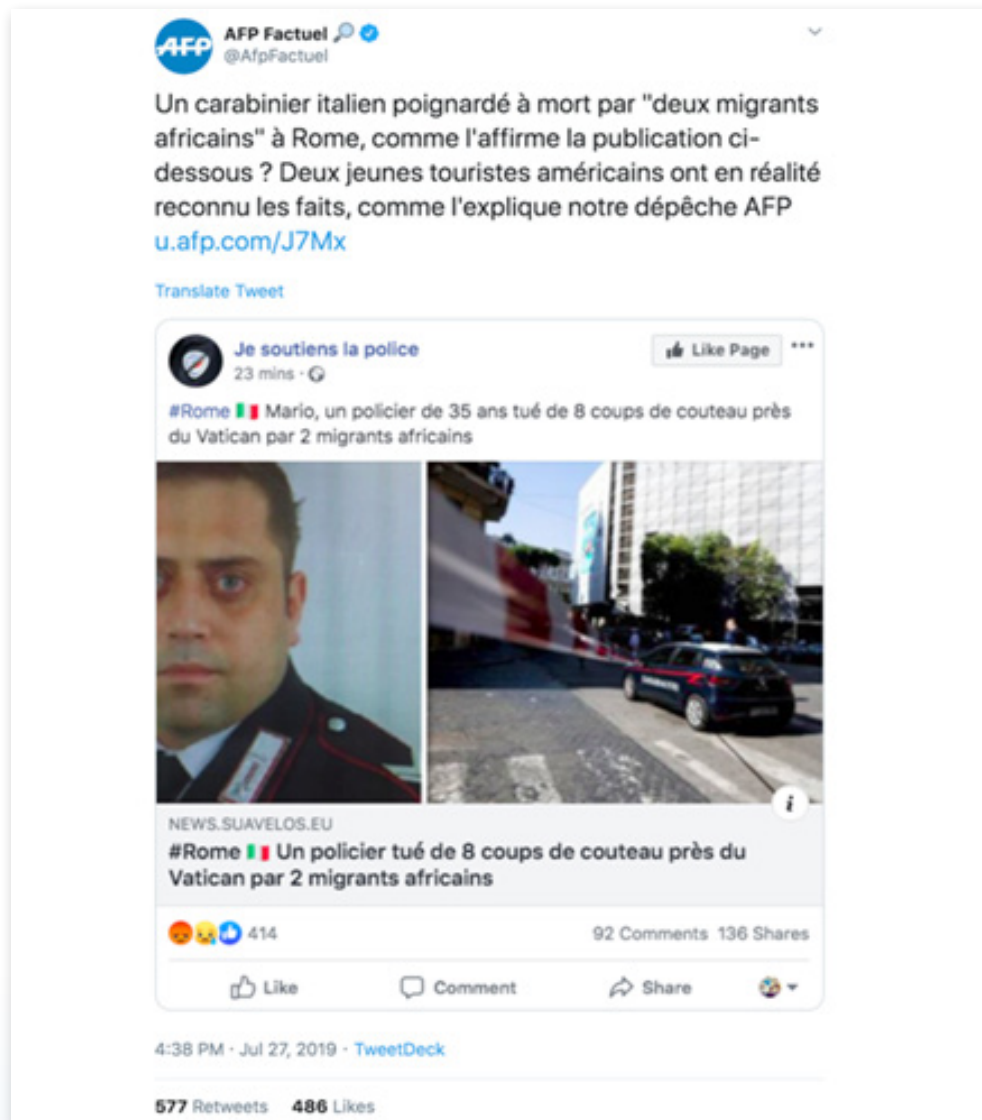 AFP
AFP Factuel
@AfpFactuel
Un carabinier italien poignardé à mort par "deux migrants
africains" à Rome, comme l'affirme la publication ci-
dessous ? Deux jeunes touristes américains ont en réalité
reconnu les faits, comme l'explique notre dépêche AFP
u.afp.com/J7Mx
Translate Tweet
Je soutiens la police
Like Page
23 mins ·
#Rome 🇮🇹 Mario, un policier de 35 ans tué de 8 coups de couteau près
du Vatican par 2 migrants africains
i
NEWS.SUAVELOS.EU
#Rome 🇮🇹 Un policier tué de 8 coups de couteau près du
Vatican par 2 migrants africains
414
92 Comments 136 Shares
Like Comment Share
4:38 PM · Jul 27, 2019 · TweetDeck
577 Retweets 486 Likes